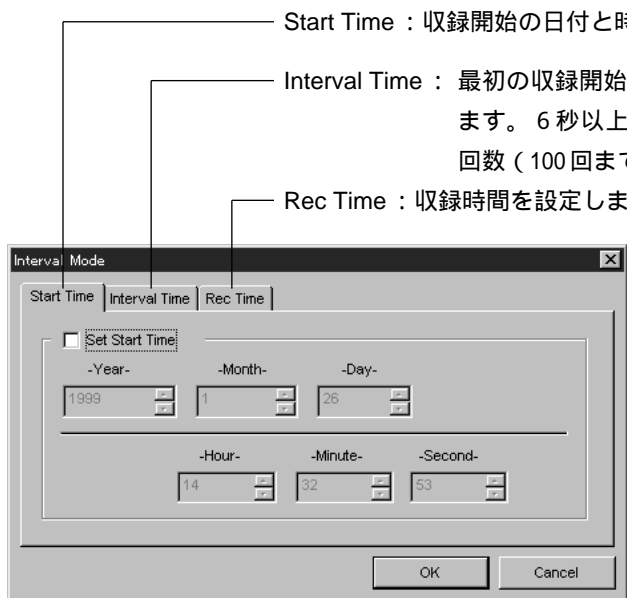 Start Time：収録開始の日付と
Interval Time： 最初の収録開始
ます。6秒以上
回数（100回ま
Rec Time：収録時間を設定しま
Interval Mode
Start Time Interval Time Rec Time
Set Start Time
-Year- -Month- -Day-
1999 1 26
-Hour- -Minute- -Second-
14 32 53
OK Cancel